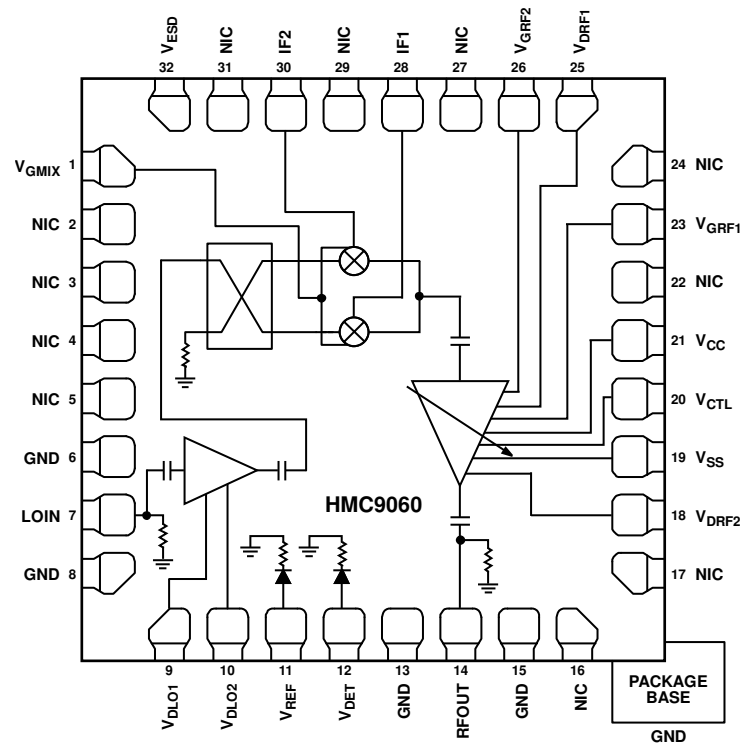 VESD
NIC
IF2
NIC
IF1
NIC
VGRF2
VDRF1
32
31
30
29
28
27
26
25
VGMIX 1
NIC 2
NIC 3
NIC 4
NIC 5
GND 6
LOIN 7
GND 8
24 NIC
23 VGRF1
22 NIC
21 VCC
20 VCTL
19 VSS
18 VDRF2
17 NIC
HMC9060
9
10
11
12
13
14
15
16
VDLO1
VDLO2
VREF
VDET
GND
RFOUT
GND
NIC
PACKAGE
BASE
GND